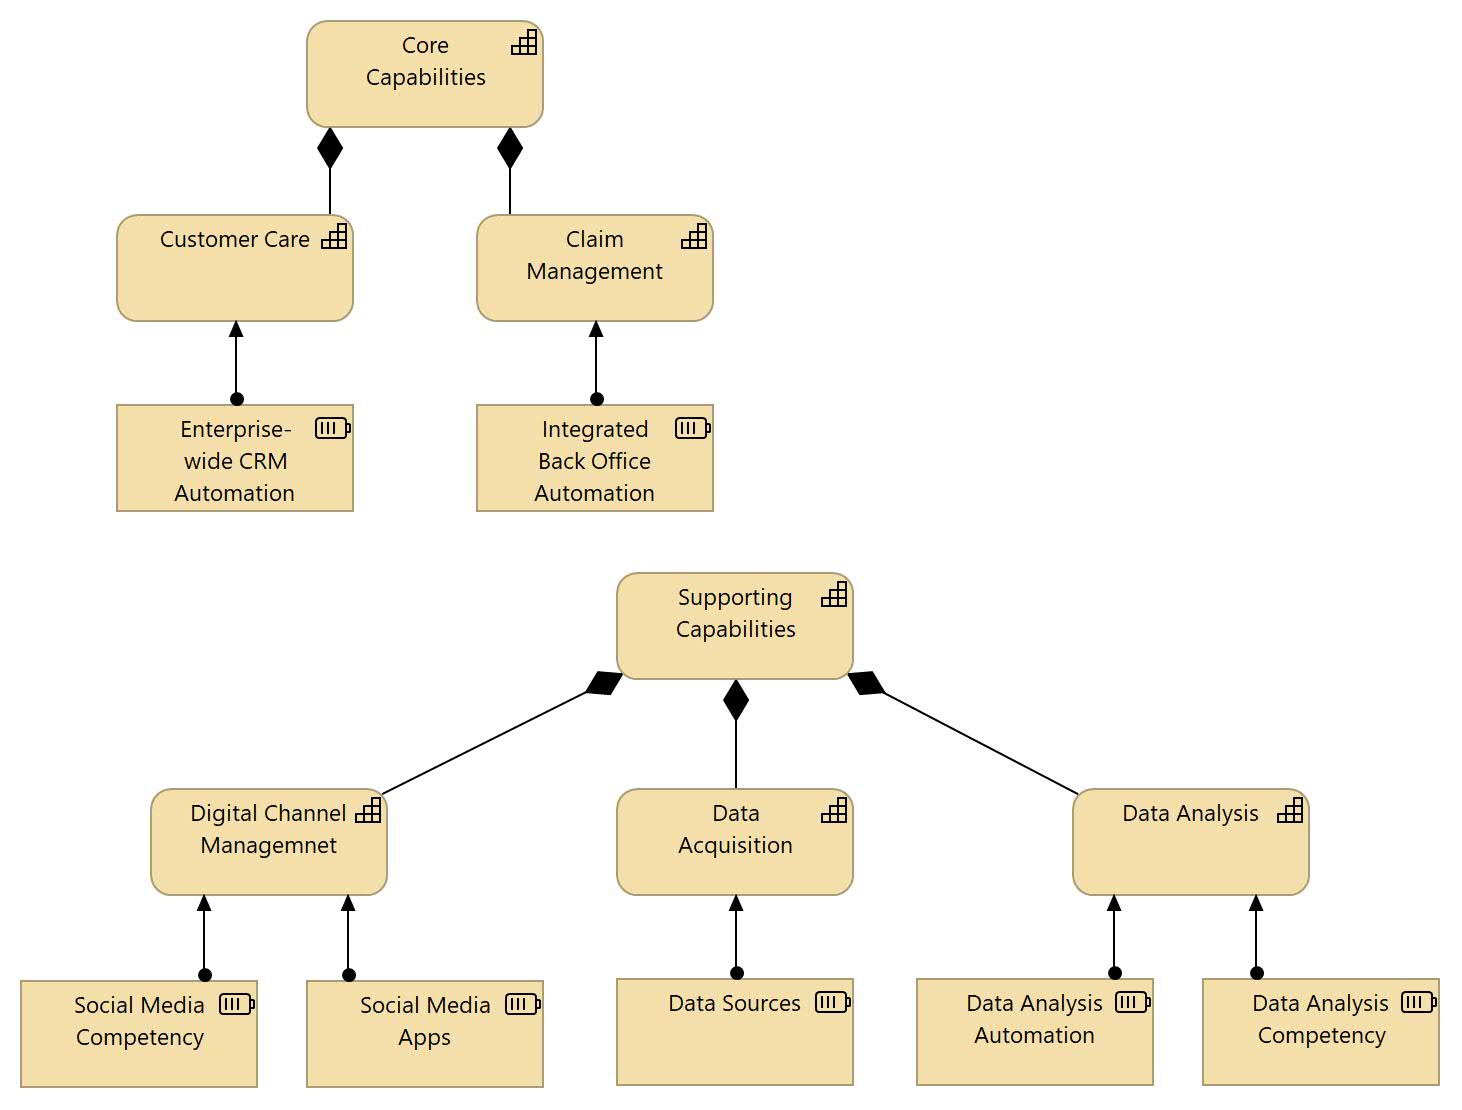 Core
Capabilities
Customer Care
Claim
Management
Enterprise-
wide CRM
Automation
Integrated
Back Office
Automation
Supporting
Capabilities
Digital Channel
Managemnet
Data
Acquisition
Data Analysis
Social Media
Competency
Social Media
Apps
Data Sources
Data Analysis
Automation
Data Analysis
Competency